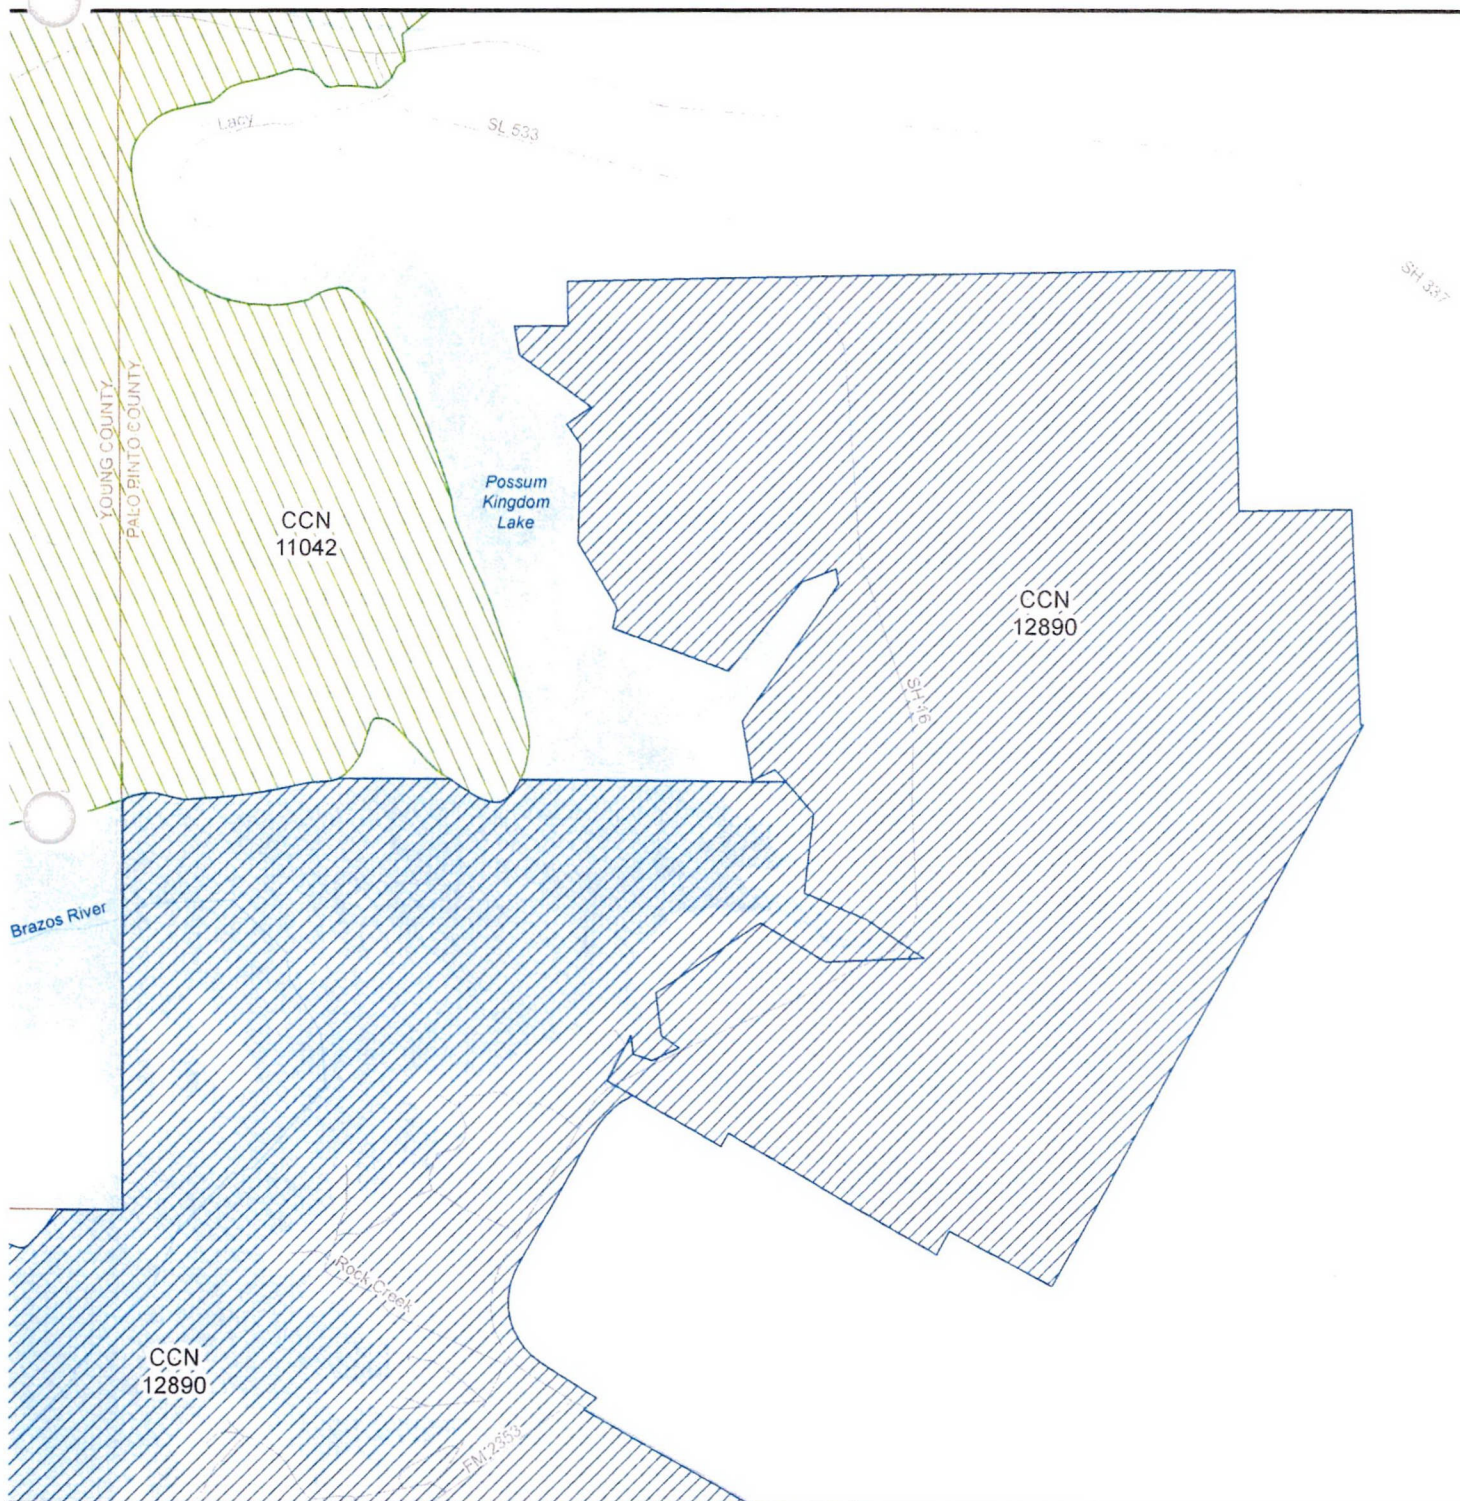 Lacy
SL 533
SH 337
YOUNG COUNTY
PALO PINTO COUNTY
Possum
Kingdom
Lake
CCN
11042
CCN
12890
SH 16
Brazos River
Rock Creek
CCN
12890
FM 2353